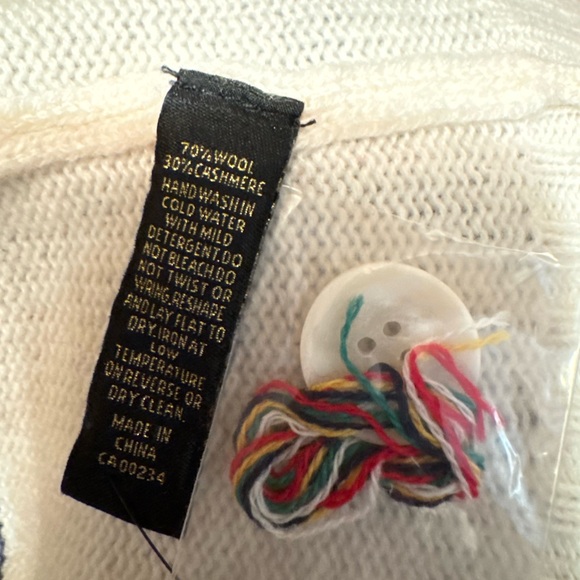 70% WOOL
30% CASHMERE
HAND WASH IN
COLD WATER
WITH MILD
DETERGENT.DO
NOT BLEACH.DO
NOT TWIST OR
WRING.RESHAPE
AND LAY FLAT TO
DRY.IRON AT
LOW
TEMPERATURE
ON REVERSE OR
DRY CLEAN.
MADE IN
CHINA
CA00234